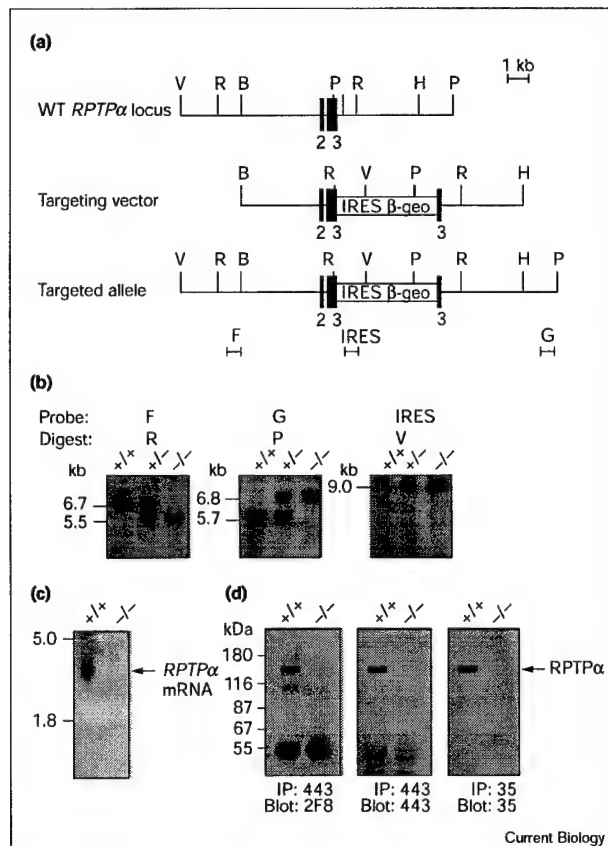 (a)
1 kb
V R B P R H P
WT RPTPα locus
2 3
B R V P R H
Targeting vector
IRES β-geo
2 3 3
V R B R V P R H P
Targeted allele
IRES β-geo
2 3 3
F IRES G
(b)
Probe: F G IRES
Digest: R P V
+/+ +/− −/− +/+ +/− −/− +/+ +/− −/−
kb kb kb
6.7 6.8 9.0
5.5 5.7
(c) (d)
+/+ −/− +/+ −/− +/+ −/− +/+ −/−
5.0 kDa
180
RPTPα mRNA
RPTPα
116
1.8 87
67
55
IP: 443 IP: 443 IP: 35
Blot: 2F8 Blot: 443 Blot: 35
Current Biology